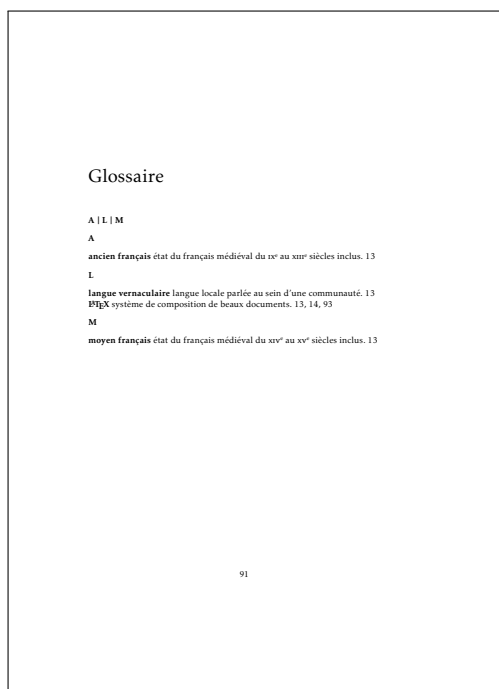 Glossaire
A | L | M
A
ancien français état du français médiéval du IXᵉ au XIIIᵉ siècles inclus. 13
L
langue vernaculaire langue locale parlée au sein d’une communauté. 13
LATEX système de composition de beaux documents. 13, 14, 93
M
moyen français état du français médiéval du XIVᵉ au XVᵉ siècles inclus. 13
91